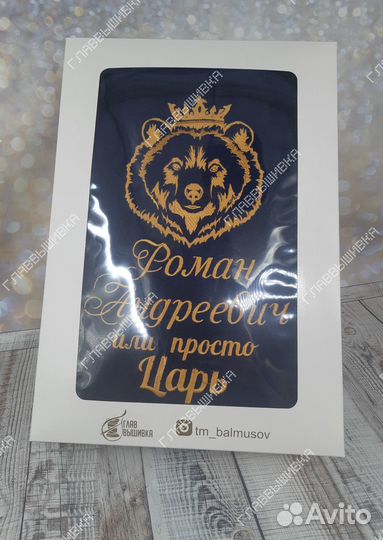 Роман
Андреевич
или просто
Царь
ГЛАВ
ВЫШИВКА
tm_balmusov
ГЛАВВЫШИВКА
Avito